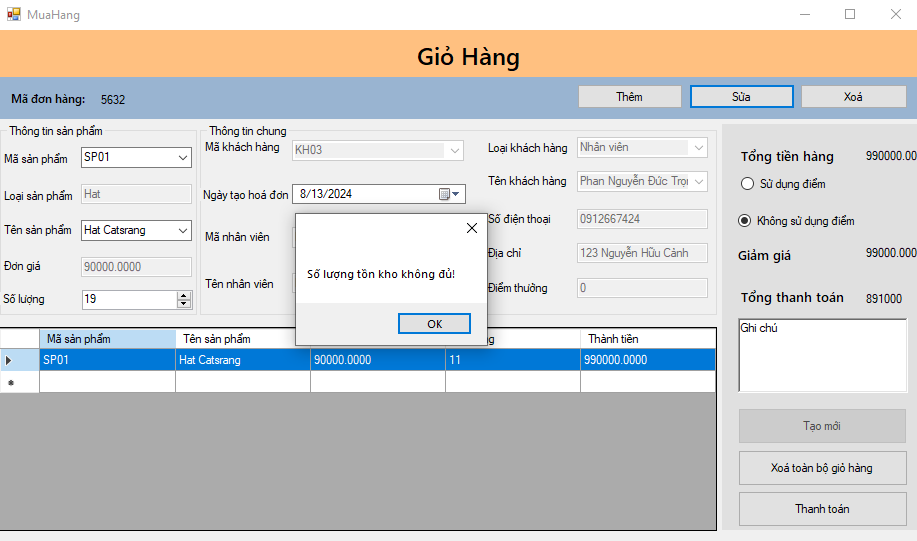 MuaHang
Giỏ Hàng
Mã đơn hàng: 5632
Thêm
Sửa
Xoá
Thông tin sản phẩm
Mã sản phẩm SP01
Loại sản phẩm Hat
Tên sản phẩm Hat Catsrang
Đơn giá 90000.0000
Số lượng 19
Thông tin chung
Mã khách hàng KH03
Ngày tạo hoá đơn 8/13/2024
Mã nhân viên
Tên nhân viên
Loại khách hàng Nhân viên
Tên khách hàng Phan Nguyễn Đức Trọ
Số điện thoại 0912667424
Địa chỉ 123 Nguyễn Hữu Cảnh
Điểm thưởng 0
Số lượng tồn kho không đủ!
OK
Mã sản phẩm Tên sản phẩm Thành tiền
SP01 Hat Catsrang 90000.0000 11 990000.0000
Tổng tiền hàng 990000.00
Sử dụng điểm
Không sử dụng điểm
Giảm giá 99000.000
Tổng thanh toán 891000
Ghi chú
Tạo mới
Xoá toàn bộ giỏ hàng
Thanh toán